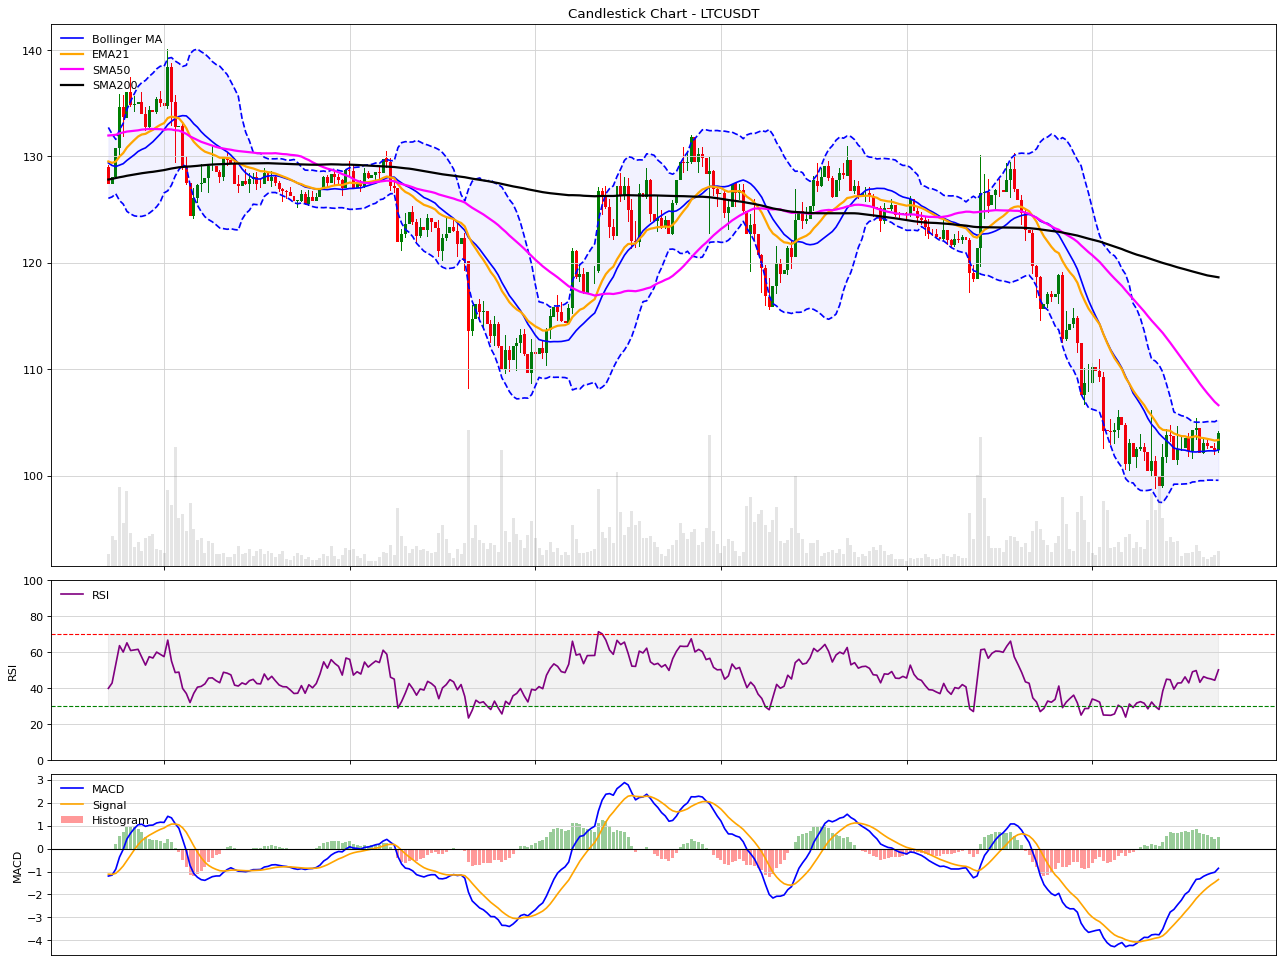 Candlestick Chart - LTCUSDT
Bollinger MA
EMA21
SMA50
SMA200
140
130
120
110
100
RSI
100
80
60
40
20
0
RSI
MACD
Signal
Histogram
3
2
1
0
−1
−2
−3
−4
MACD